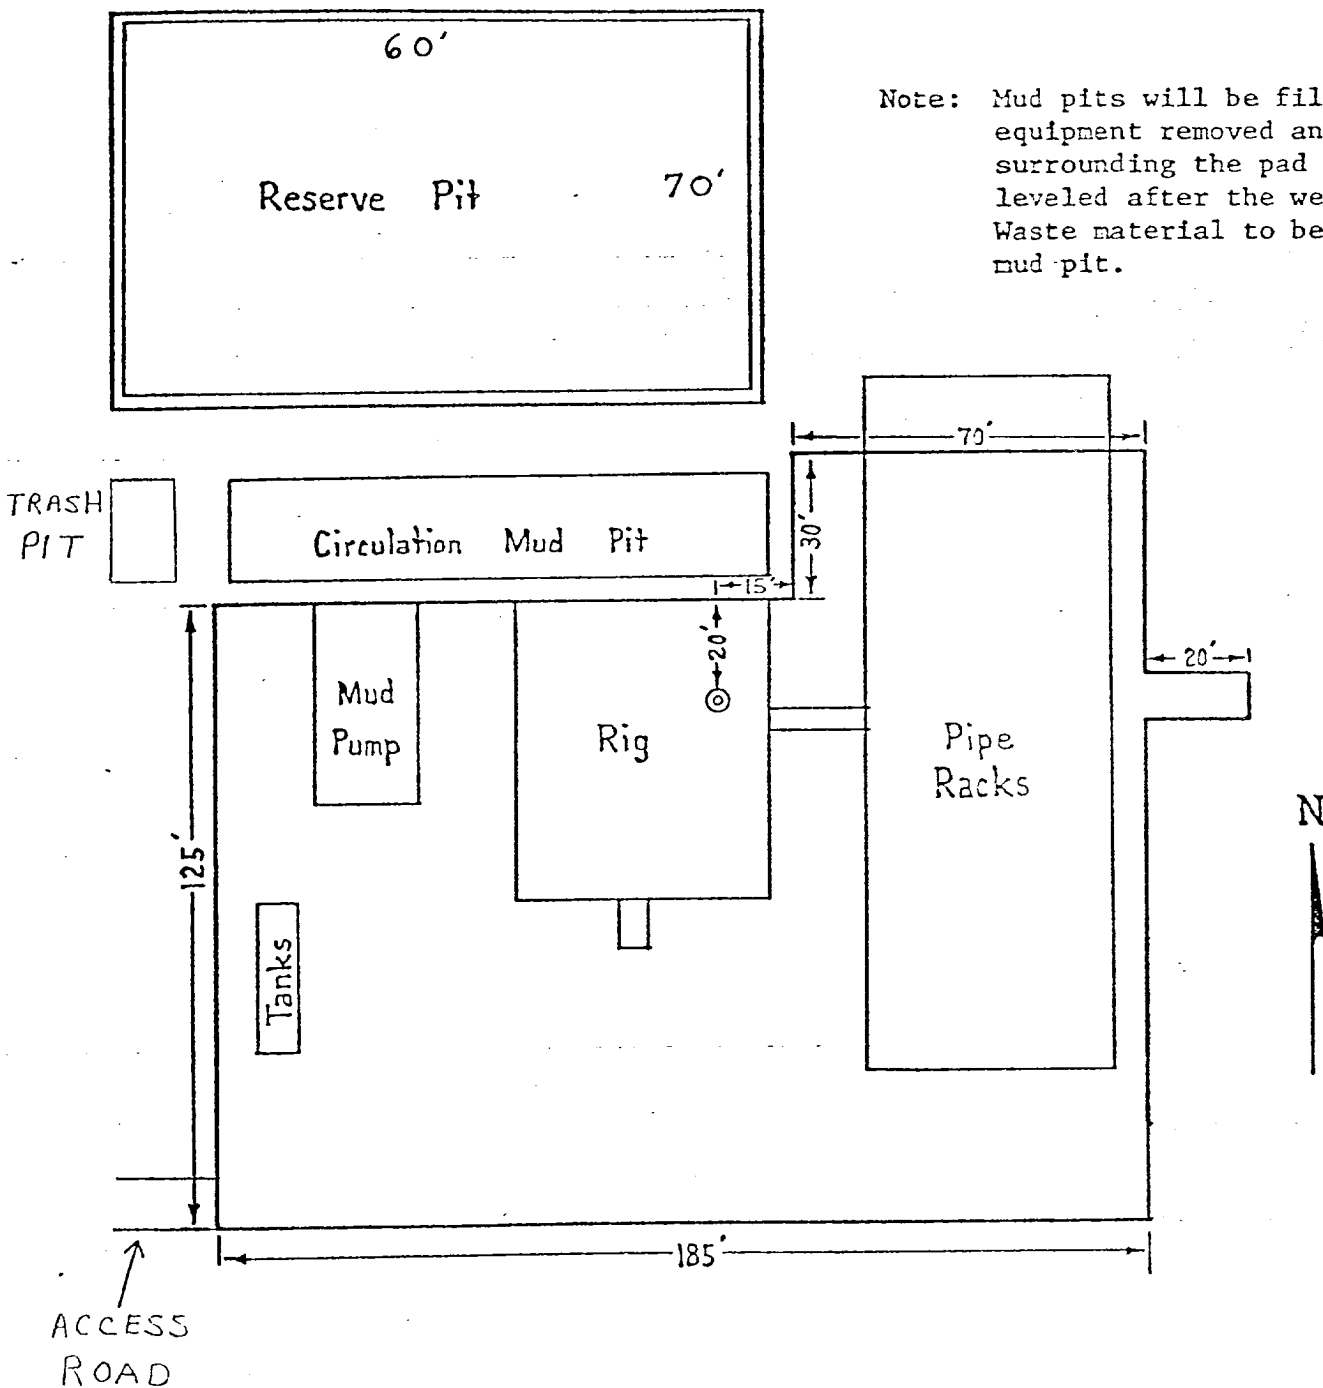 60'
Reserve Pit
70'
Note: Mud pits will be fil
equipment removed an
surrounding the pad
leveled after the we
Waste material to be
mud pit.
70'
TRASH
PIT
Circulation Mud Pit
30'
15'
20'
20'
Mud
Pump
Rig
Pipe
Racks
N
125'
Tanks
185'
ACCESS
ROAD